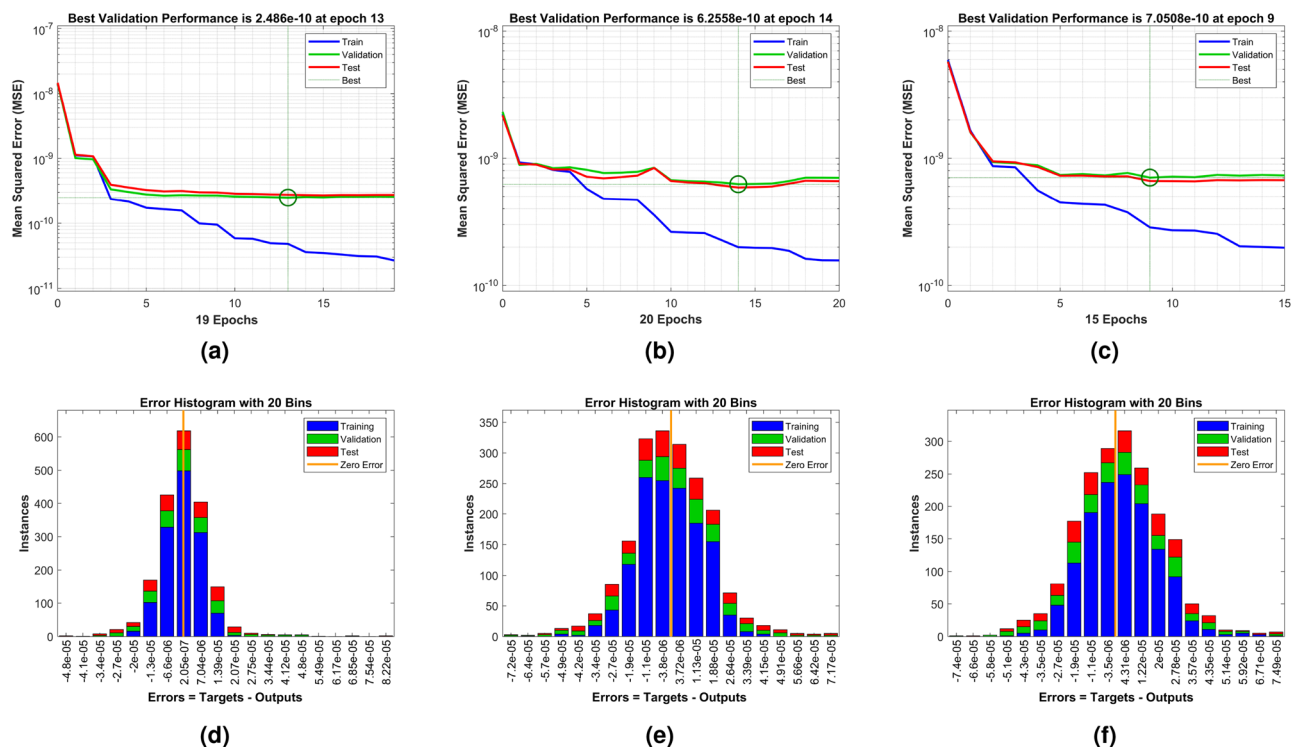 Best Validation Performance is 2.486e-10 at epoch 13
Mean Squared Error (MSE)
10-7
10-8
10-9
10-10
10-11
Train
Validation
Test
Best
0 5 10 15
19 Epochs
(a)
Best Validation Performance is 6.2558e-10 at epoch 14
Mean Squared Error (MSE)
10-8
10-9
10-10
Train
Validation
Test
Best
0 5 10 15 20
20 Epochs
(b)
Best Validation Performance is 7.0508e-10 at epoch 9
Mean Squared Error (MSE)
10-8
10-9
10-10
Train
Validation
Test
Best
0 5 10 15
15 Epochs
(c)
Error Histogram with 20 Bins
Instances
600
500
400
300
200
100
0
Training
Validation
Test
Zero Error
-4.8e-05
-4.1e-05
-3.4e-05
-2.7e-05
-2e-05
-1.3e-05
-6.6e-06
2.05e-07
7.04e-06
1.39e-05
2.07e-05
2.75e-05
3.44e-05
4.12e-05
4.81e-05
5.49e-05
6.17e-05
6.85e-05
7.54e-05
8.22e-05
Errors = Targets - Outputs
(d)
Error Histogram with 20 Bins
Instances
350
300
250
200
150
100
50
0
Training
Validation
Test
Zero Error
-7.2e-05
-6.4e-05
-5.7e-05
-4.9e-05
-4.2e-05
-3.4e-05
-2.7e-05
-1.9e-05
-1.1e-05
-3.8e-06
3.72e-06
1.13e-05
1.88e-05
2.64e-05
3.39e-05
4.15e-05
4.91e-05
5.66e-05
6.42e-05
7.17e-05
Errors = Targets - Outputs
(e)
Error Histogram with 20 Bins
Instances
300
250
200
150
100
50
0
Training
Validation
Test
Zero Error
-7.4e-05
-6.6e-05
-5.8e-05
-5.1e-05
-4.3e-05
-3.5e-05
-2.7e-05
-1.9e-05
-1.1e-05
-3.5e-06
4.31e-06
1.22e-05
2e-05
2.78e-05
3.57e-05
4.35e-05
5.14e-05
5.92e-05
6.71e-05
7.49e-05
Errors = Targets - Outputs
(f)